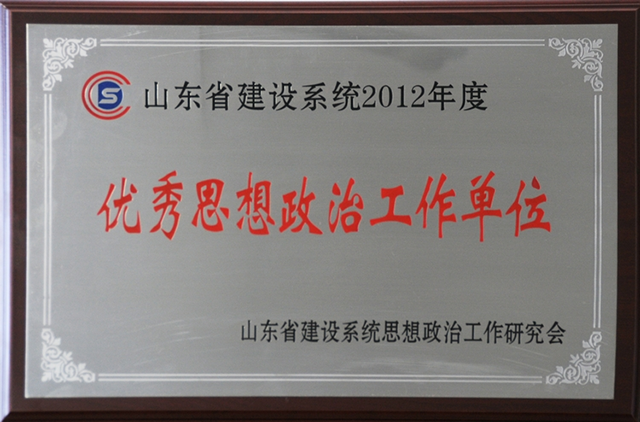 山东省建设系统2012年度
优秀思想政治工作单位
山东省建设系统思想政治工作研究会